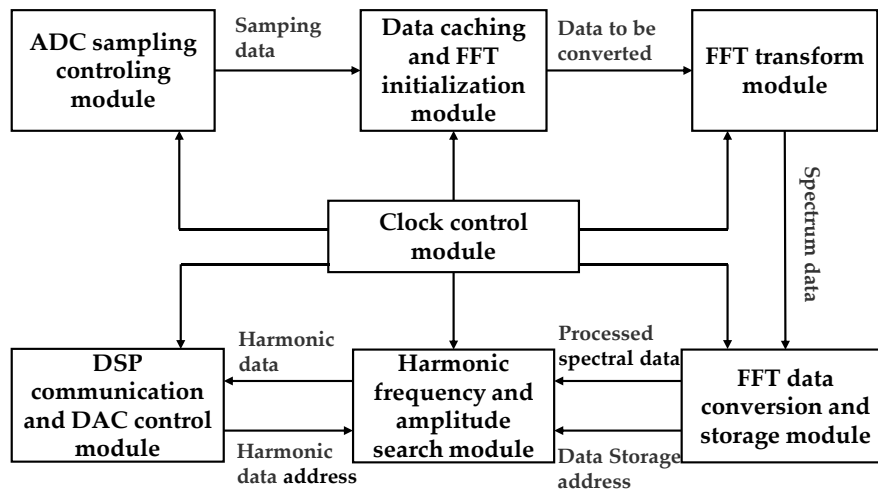 ADC sampling
controling
module
Samping
data
Data caching
and FFT
initialization
module
Data to be
converted
FFT transform
module
Spectrum data
Clock control
module
DSP
communication
and DAC control
module
Harmonic
data
Harmonic
data address
Harmonic
frequency and
amplitude
search module
Processed
spectral data
Data Storage
address
FFT data
conversion and
storage module